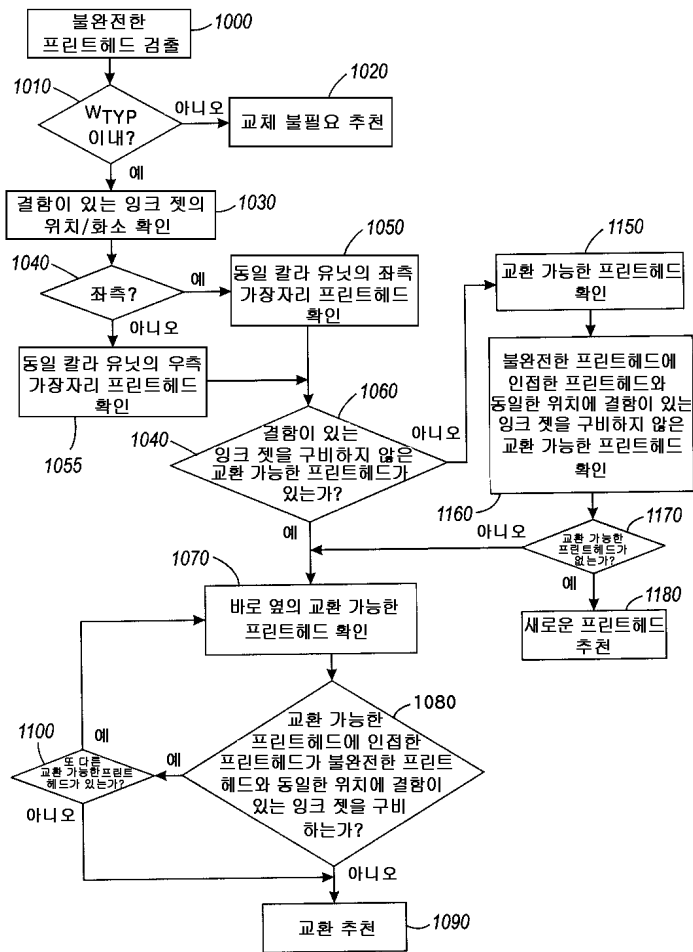 불완전한
프린트헤드 검출
1000
1010
W_TYP
이내?
아니오
1020
교체 불필요 추천
예
결함이 있는 잉크 젯의
위치/화소 확인
1030
1040
좌측?
예
1050
동일 칼라 유닛의 좌측
가장자리 프린트헤드
확인
아니오
동일 칼라 유닛의 우측
가장자리 프린트헤드
확인
1055
1060
1040
결함이 있는
잉크 젯을 구비하지 않은
교환 가능한 프린트헤드가
있는가?
아니오
1150
교환 가능한 프린트헤드
확인
불완전한 프린트헤드에
인접한 프린트헤드와
동일한 위치에 결함이 있는
잉크 젯을 구비하지 않은
교환 가능한 프린트헤드
확인
1160
예
1170
교환 가능한
프린트헤드가
없는가?
아니오
예
1180
새로운 프린트헤드
추천
1070
바로 옆의 교환 가능한
프린트헤드 확인
1080
교환 가능한
프린트헤드에 인접한
프린트헤드가 불완전한 프린트
헤드와 동일한 위치에 결함이
있는 잉크 젯을 구비
하는가?
예
1100
또 다른
교환 가능한프린트
헤드가 있는가?
예
아니오
아니오
교환 추천
1090